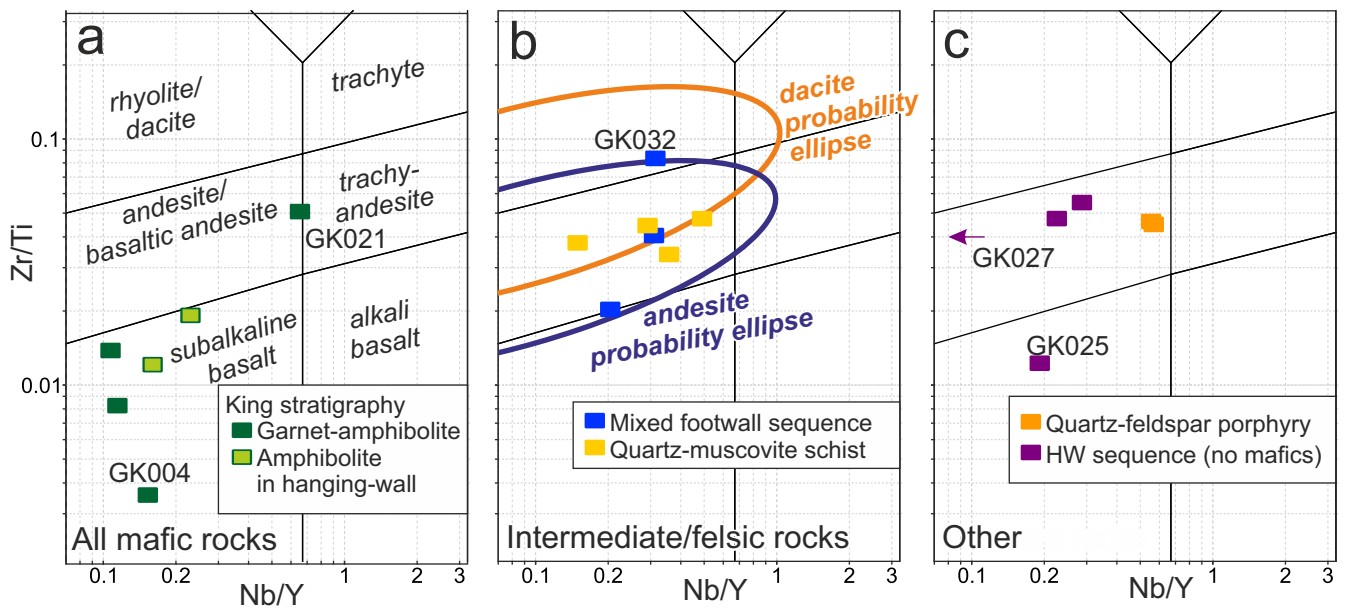 a
rhyolite/
dacite
trachyte
andesite/
basaltic andesite
trachy-
andesite
GK021
subalkaline
basalt
alkali
basalt
King stratigraphy
Garnet-amphibolite
Amphibolite
in hanging-wall
GK004
All mafic rocks
Zr/Ti
0.1
0.01
0.1 0.2 1 2 3
Nb/Y
b
dacite
probability
ellipse
GK032
andesite
probability ellipse
Mixed footwall sequence
Quartz-muscovite schist
Intermediate/felsic rocks
0.1 0.2 1 2 3
Nb/Y
c
GK027
GK025
Quartz-feldspar porphyry
HW sequence (no mafics)
Other
0.1 0.2 1 2 3
Nb/Y